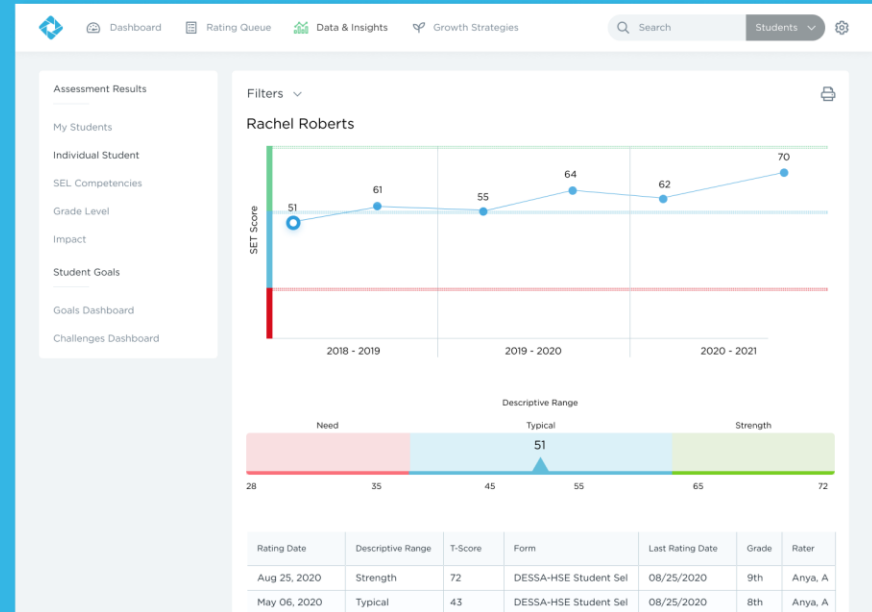 Dashboard Rating Queue Data & Insights Growth Strategies Search Students
Assessment Results
My Students
Individual Student
SEL Competencies
Grade Level
Impact
Student Goals
Goals Dashboard
Challenges Dashboard
Filters
Rachel Roberts
SET Score
51 61 55 64 62 70
2018 - 2019 2019 - 2020 2020 - 2021
Descriptive Range
Need Typical Strength
51
28 35 45 55 65 72
Rating Date Descriptive Range T-Score Form Last Rating Date Grade Rater
Aug 25, 2020 Strength 72 DESSA-HSE Student Sel 08/25/2020 9th Anya, A
May 06, 2020 Typical 43 DESSA-HSE Student Sel 08/25/2020 8th Anya, A